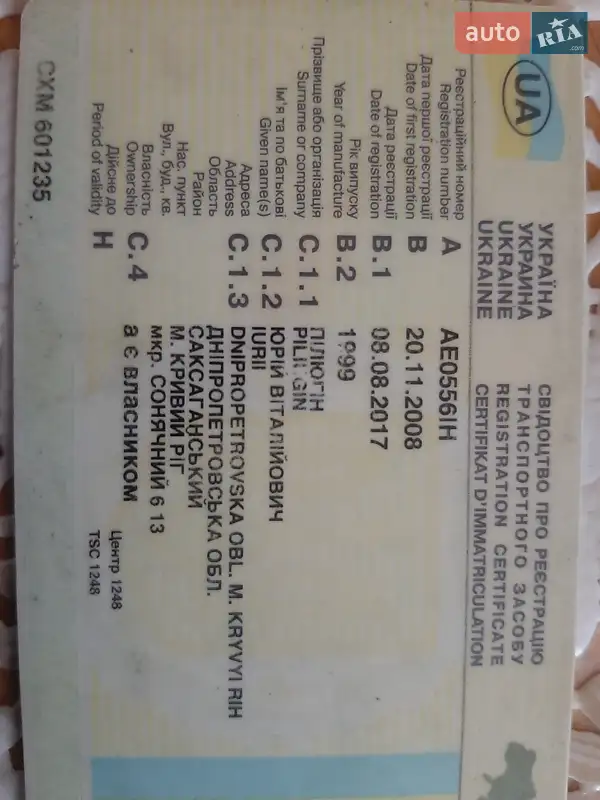 auto RIA .com
UA
УКРАЇНА СВІДОЦТВО ПРО РЕЄСТРАЦІЮ
УКРАИНА ТРАНСПОРТНОГО ЗАСОБУ
UKRAINE REGISTRATION CERTIFICATE
UKRAINE CERTIFIKAT D'IMMATRICULATION
Реєстраційний номер
Registration number A AE0556IH
Дата першої реєстрації
Date of first registration B 20.11.2008
Дата реєстрації
Date of registration B.1 08.08.2017
Рік випуску
Year of manufacture B.2 1999
Прізвище або організація C.1.1 ПІЛЮГІН
Surname or company
Ім'я та по батькові C.1.2 ЮРІЙ ВІТАЛІЙОВИЧ
Given name(s) IURII
Адреса C.1.3 DNIPROPETROVSKA OBL. M. KRYVYI RIH
Address
Область ДНІПРОПЕТРОВСЬКА ОБЛ.
Район САКСАГАНСЬКИЙ
Нас. пункт М. КРИВИЙ РІГ
Вул., буд., кв. мкр. СОНЯЧНИЙ 6 13
Власність
Ownership C.4 а є власником
Дійсне до
Period of validity H
Центр 1248
TSC 1248
СХМ 601235